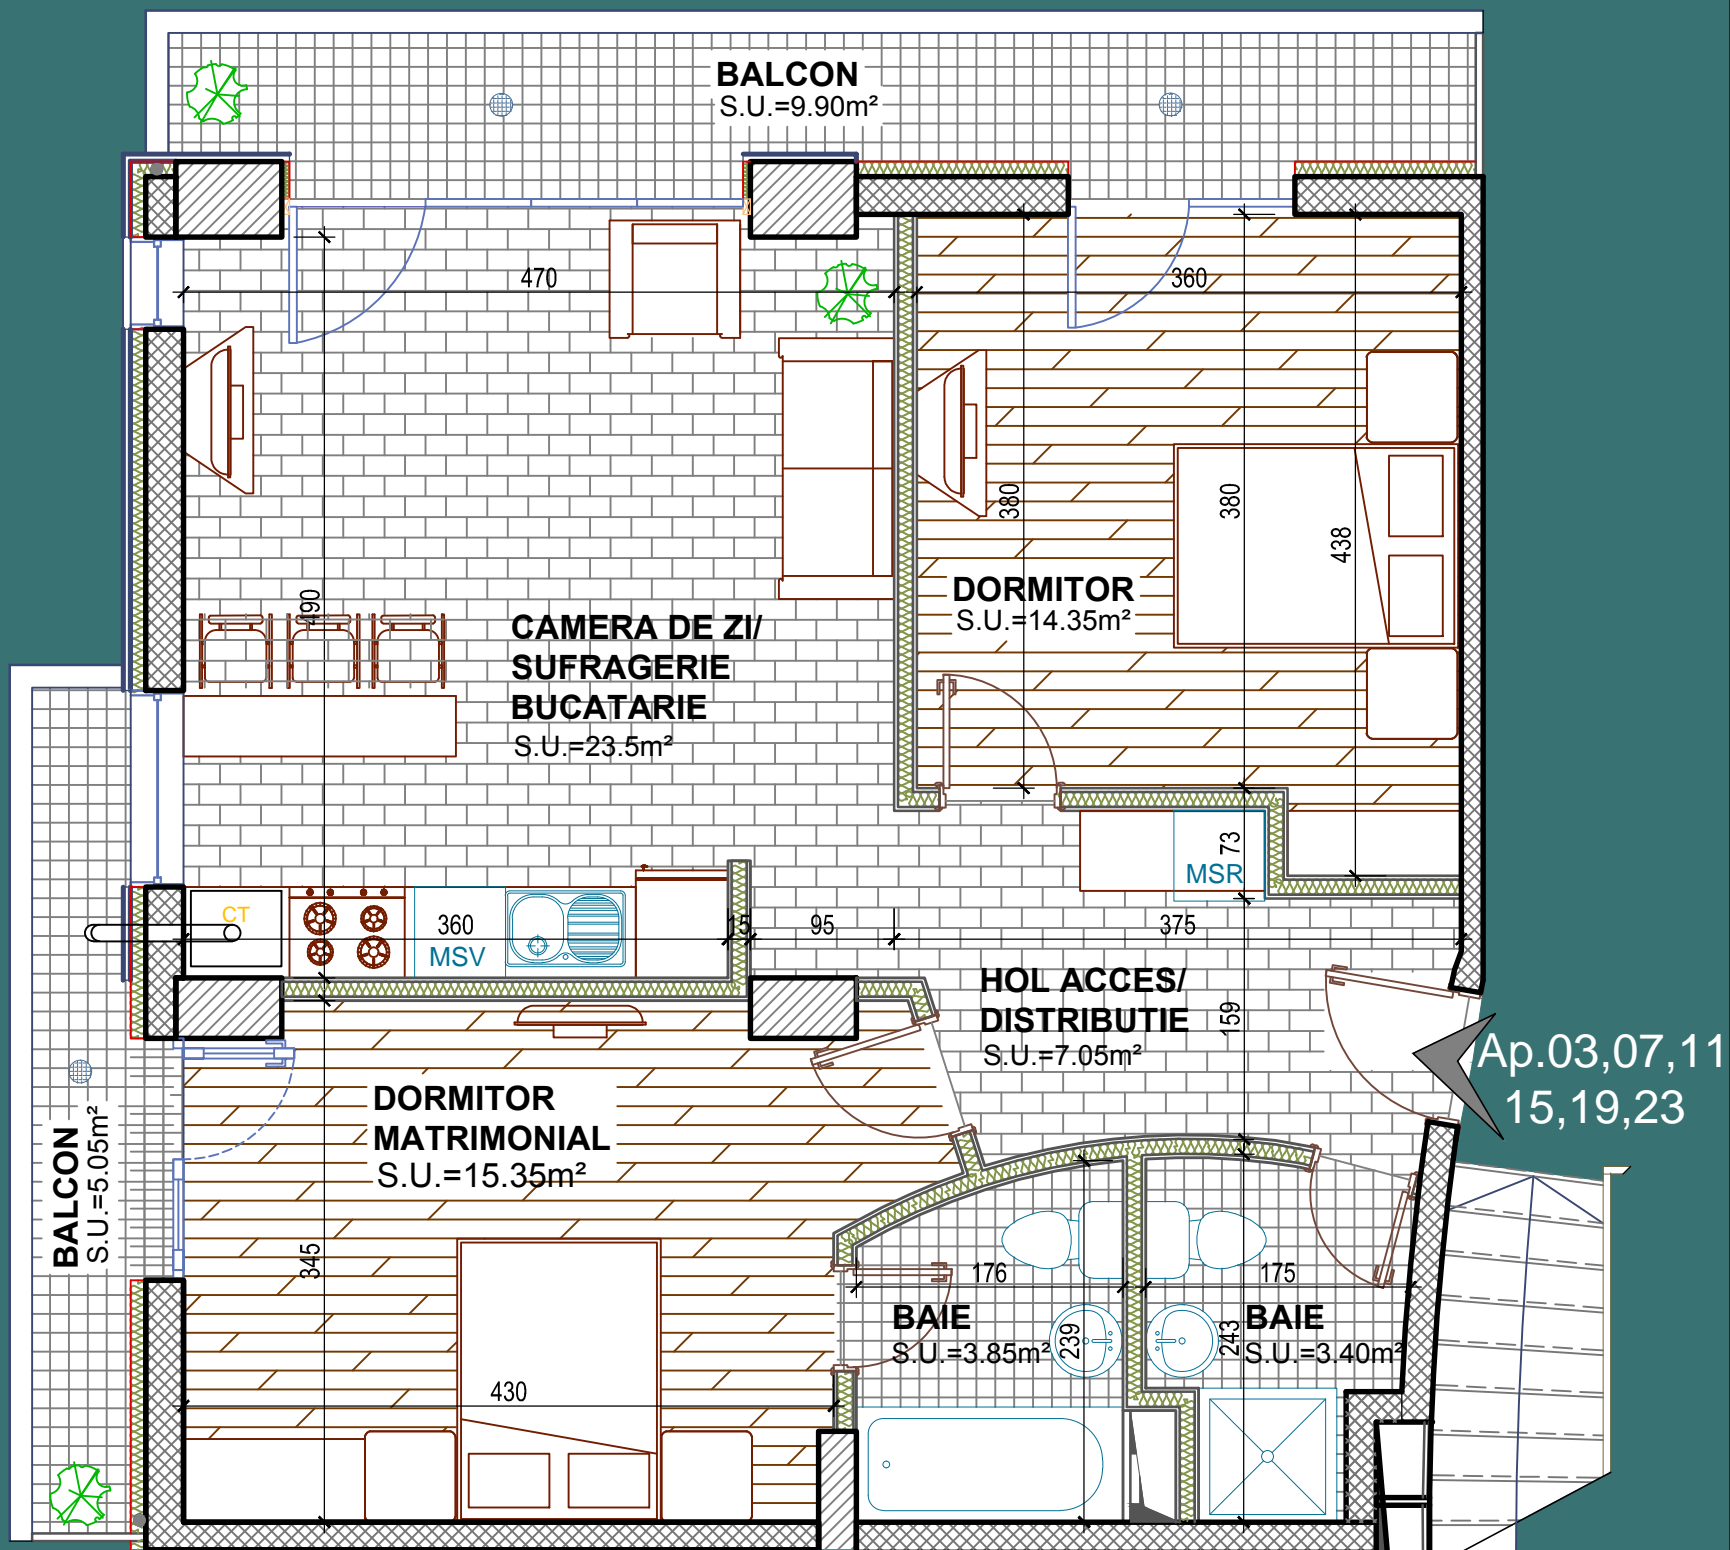 BALCON
S.U.=9.90m²
470
360
380
380
438
490
DORMITOR
S.U.=14.35m²
CAMERA DE ZI/
SUFRAGERIE
BUCATARIE
S.U.=23.5m²
73
MSR
CT
360
MSV
15
95
375
HOL ACCES/
DISTRIBUTIE
S.U.=7.05m²
159
Ap.03,07,11
15,19,23
DORMITOR
MATRIMONIAL
S.U.=15.35m²
BALCON
S.U.=5.05m²
345
176
175
BAIE
S.U.=3.85m²
239
243
BAIE
S.U.=3.40m²
430